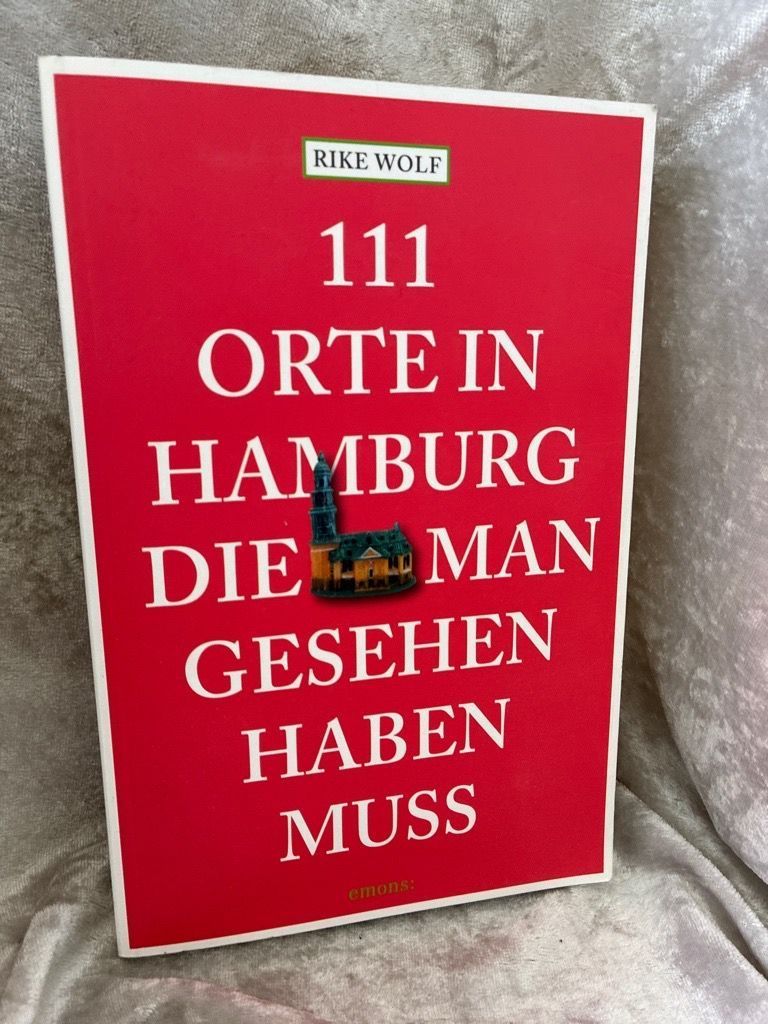 RIKE WOLF
111
ORTE IN
HAMBURG
DIE MAN
GESEHEN
HABEN
MUSS
emons: